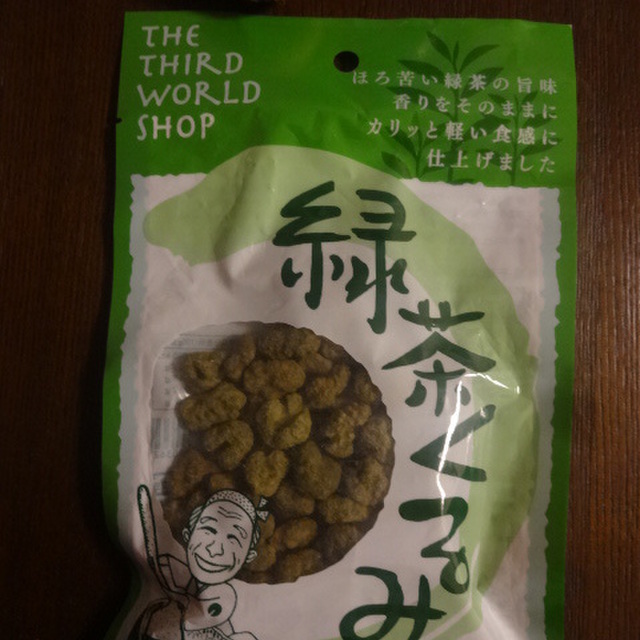 THE
THIRD
WORLD
SHOP
ほろ苦い緑茶の旨味
香りをそのままに
カリッと軽い食感に
仕上げました
緑茶くるみ